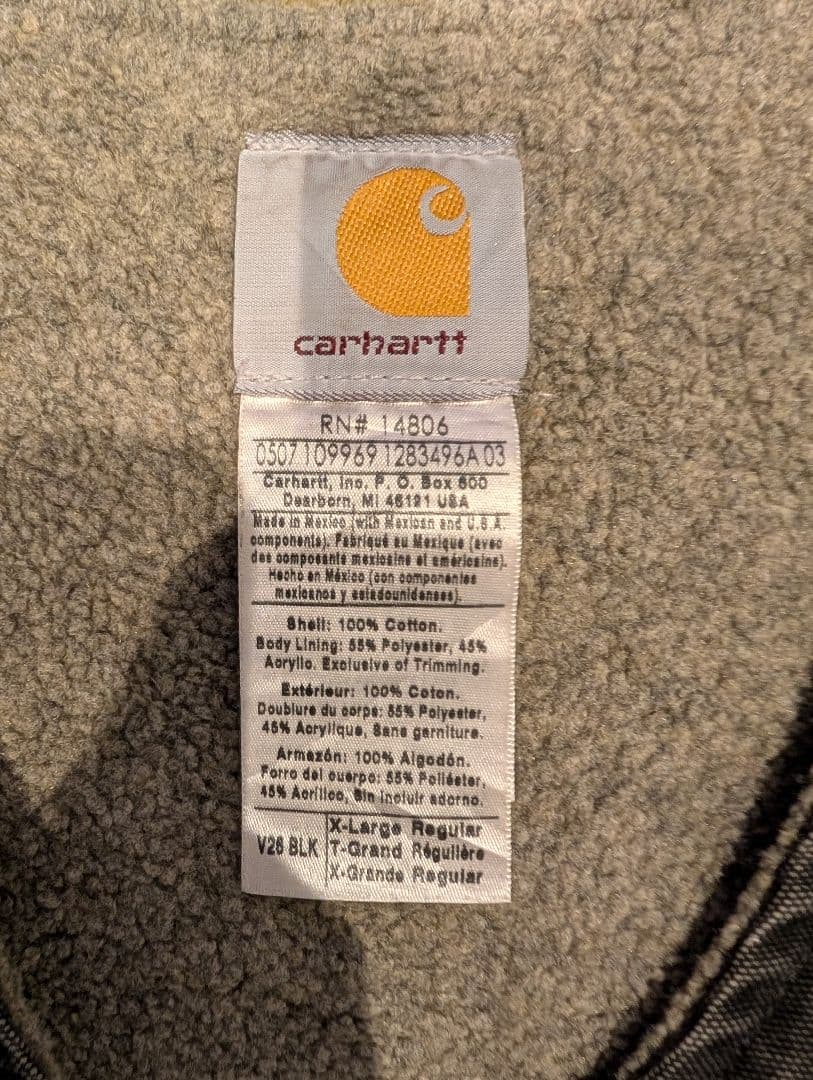 carhartt
RN# 14806
0507109969 1283496A 03
Carhartt, Inc. P. O. Box 600
Dearborn, MI 48121 USA
Made in Mexico (with Mexican and U.S.A.
components). Fabriqué au Mexique (avec
des composants mexicains et américains).
Hecho en México (con componentes
mexicanos y estadounidenses).
Shell: 100% Cotton.
Body Lining: 55% Polyester, 45%
Acrylic. Exclusive of Trimming.
Extérieur: 100% Coton.
Doublure du corps: 55% Polyester,
45% Acrylique, Sans garniture.
Armazón: 100% Algodón.
Forro del cuerpo: 55% Poliéster,
45% Acrílico, Sin incluir adorno.
V26 BLK
X-Large Regular
T-Grand Régulière
X-Grande Regular